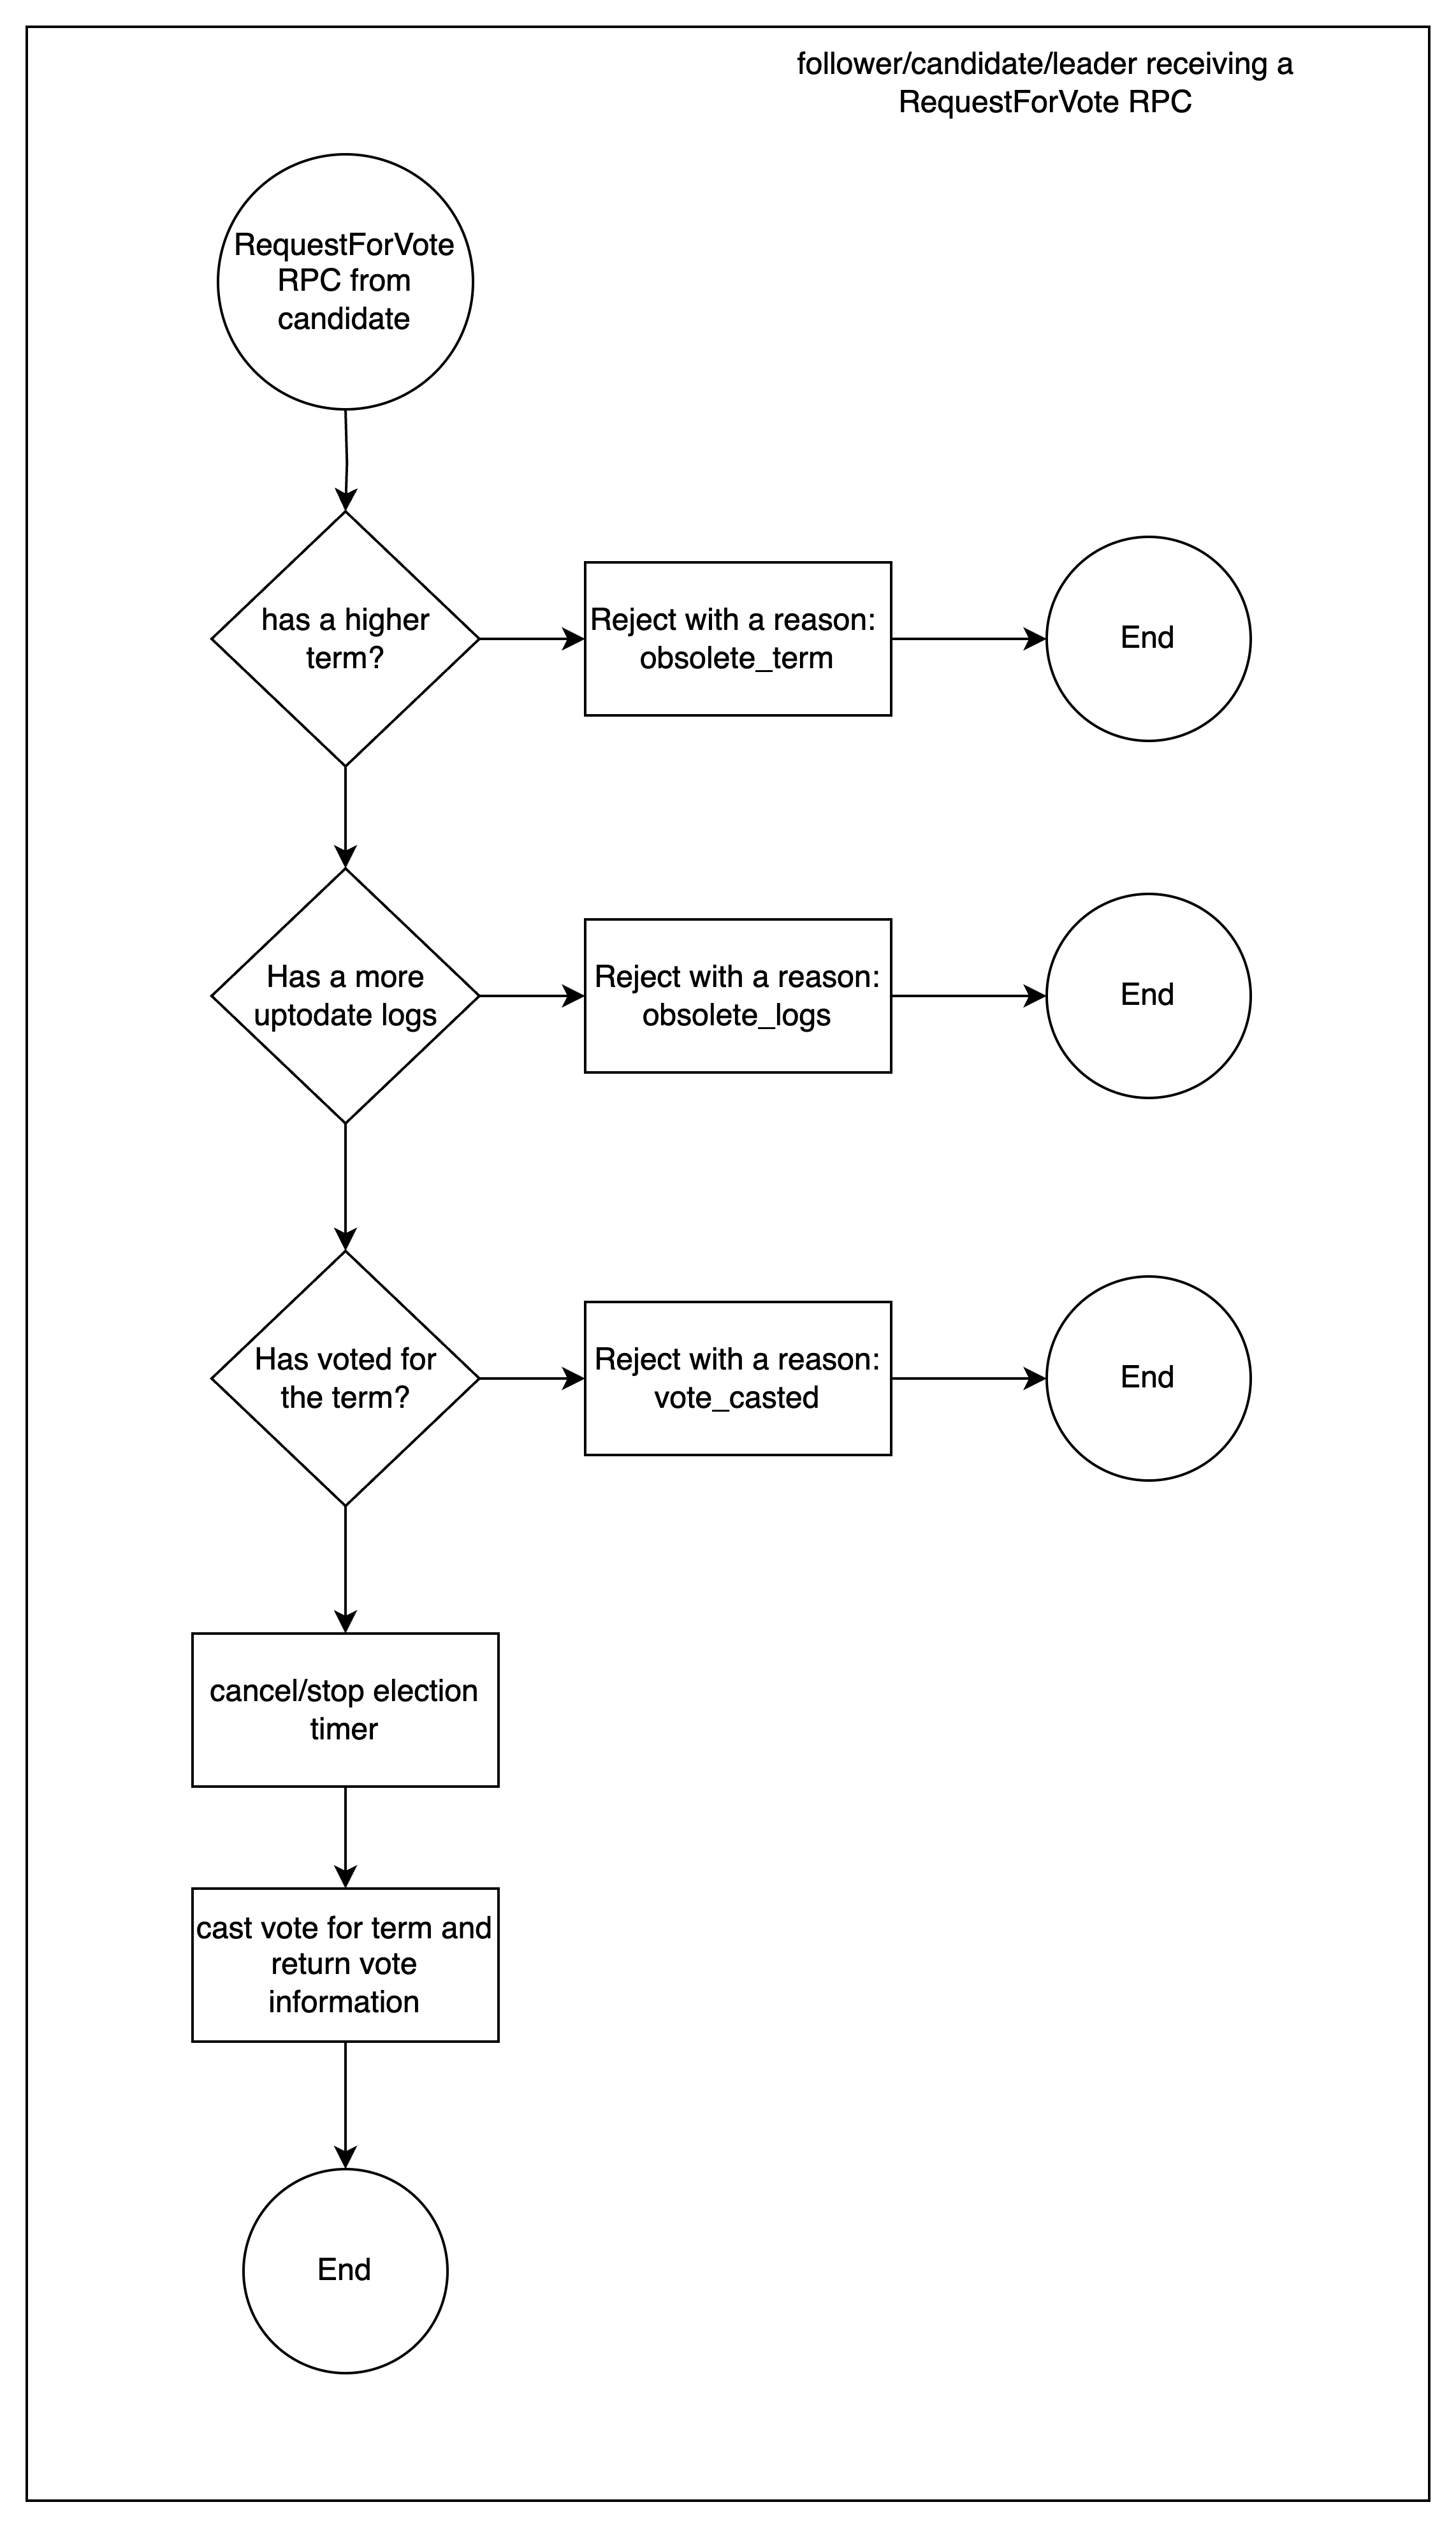 follower/candidate/leader receiving a
RequestForVote RPC
RequestForVote
RPC from
candidate
has a higher
term?
Reject with a reason:
obsolete_term
End
Has a more
uptodate logs
Reject with a reason:
obsolete_logs
End
Has voted for
the term?
Reject with a reason:
vote_casted
End
cancel/stop election
timer
cast vote for term and
return vote
information
End